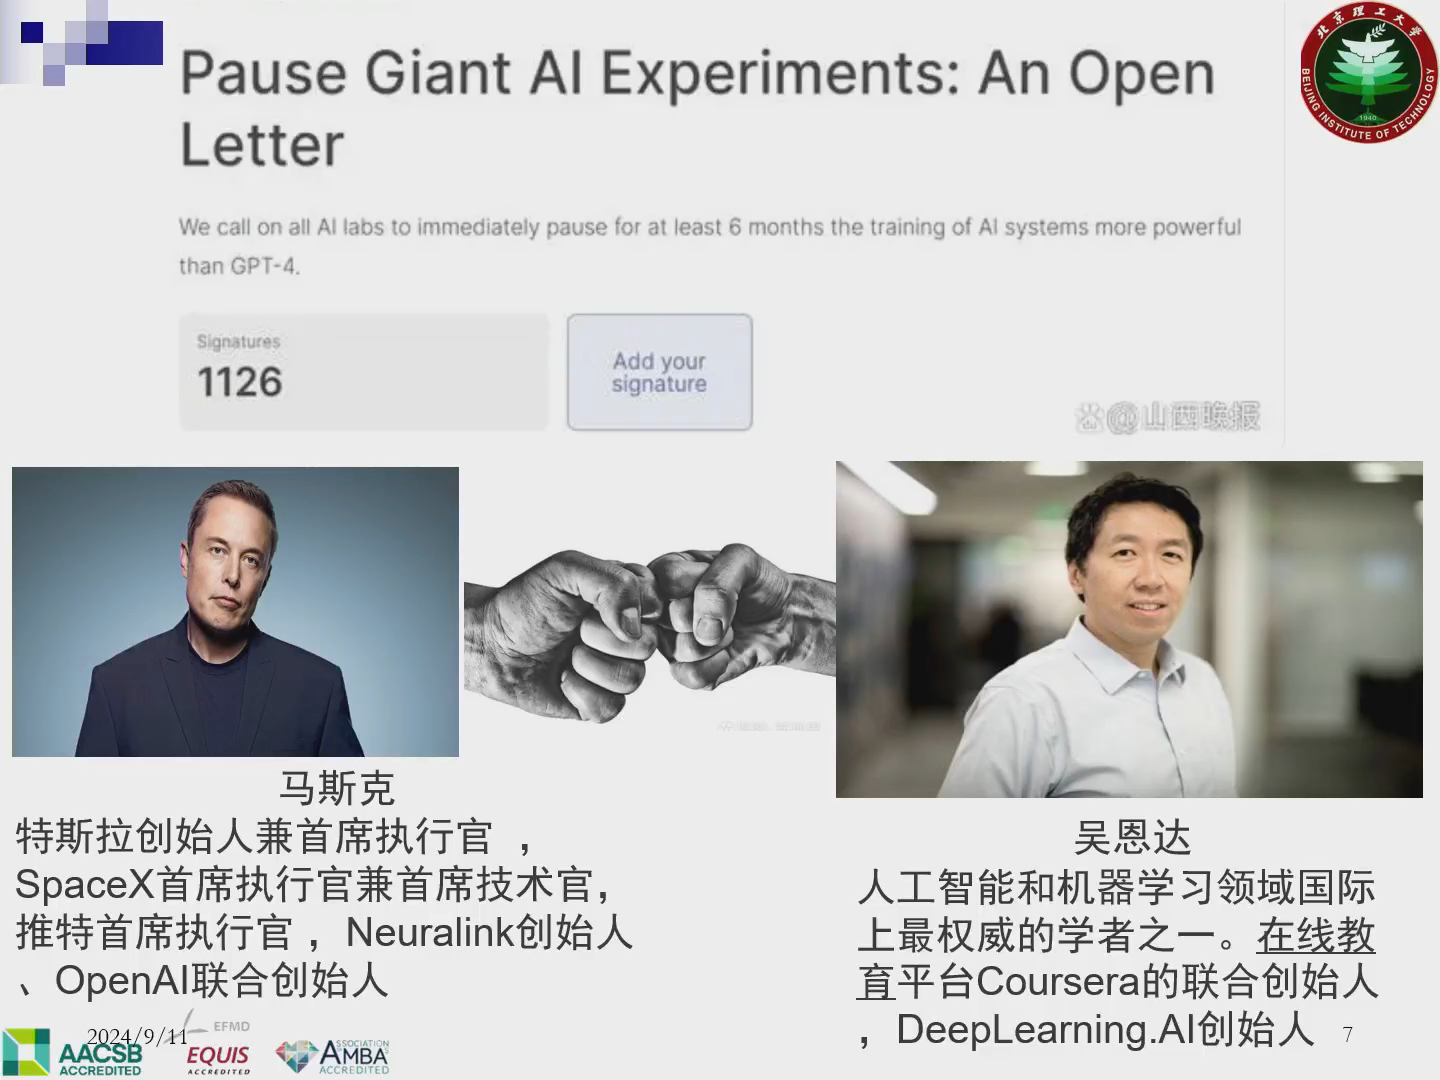 Pause Giant AI Experiments: An Open
Letter
北京理工大学
BEIJING INSTITUTE OF TECHNOLOGY
1940
We call on all AI labs to immediately pause for at least 6 months the training of AI systems more powerful
than GPT-4.
Signatures
1126
Add your
signature
@山西晚报
马斯克
特斯拉创始人兼首席执行官 ，
SpaceX首席执行官兼首席技术官，
推特首席执行官 ，Neuralink创始人
、OpenAI联合创始人
吴恩达
人工智能和机器学习领域国际
上最权威的学者之一。在线教
育平台Coursera的联合创始人
，DeepLearning.AI创始人
2024/9/11
7
AACSB
ACCREDITED
EFMD
EQUIS
ACCREDITED
ASSOCIATION
AMBA
ACCREDITED